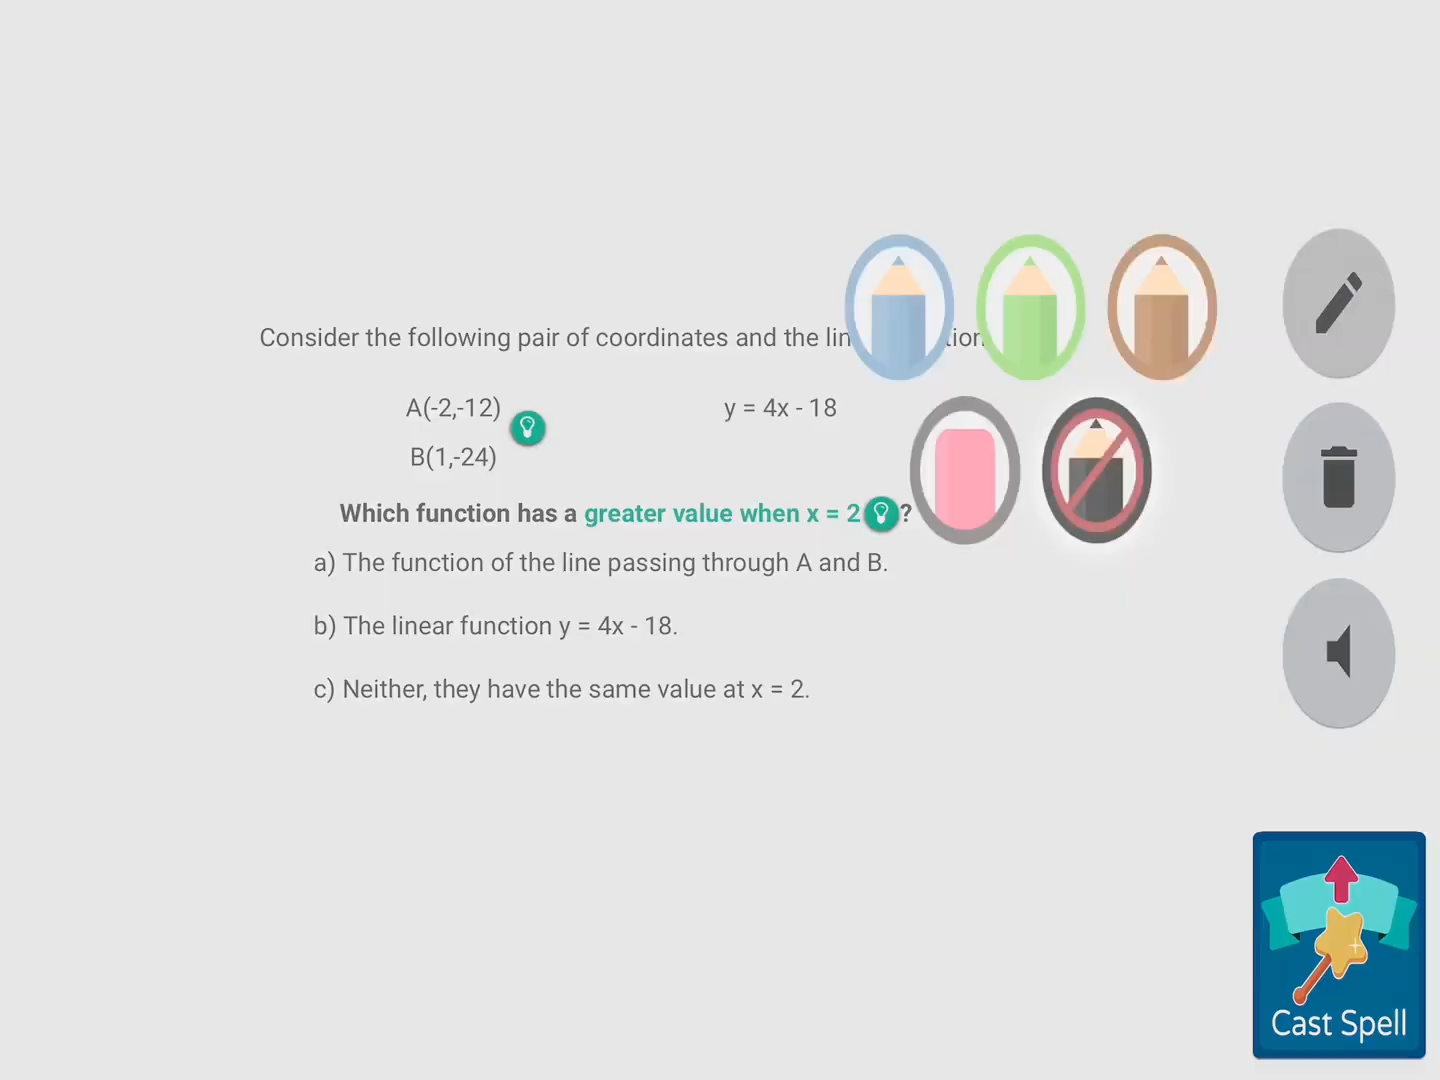 Consider the following pair of coordinates and the lin tion
A(-2,-12)
y = 4x - 18
B(1,-24)
Which function has a greater value when x = 2 ?
a) The function of the line passing through A and B.
b) The linear function y = 4x - 18.
c) Neither, they have the same value at x = 2.
Cast Spell